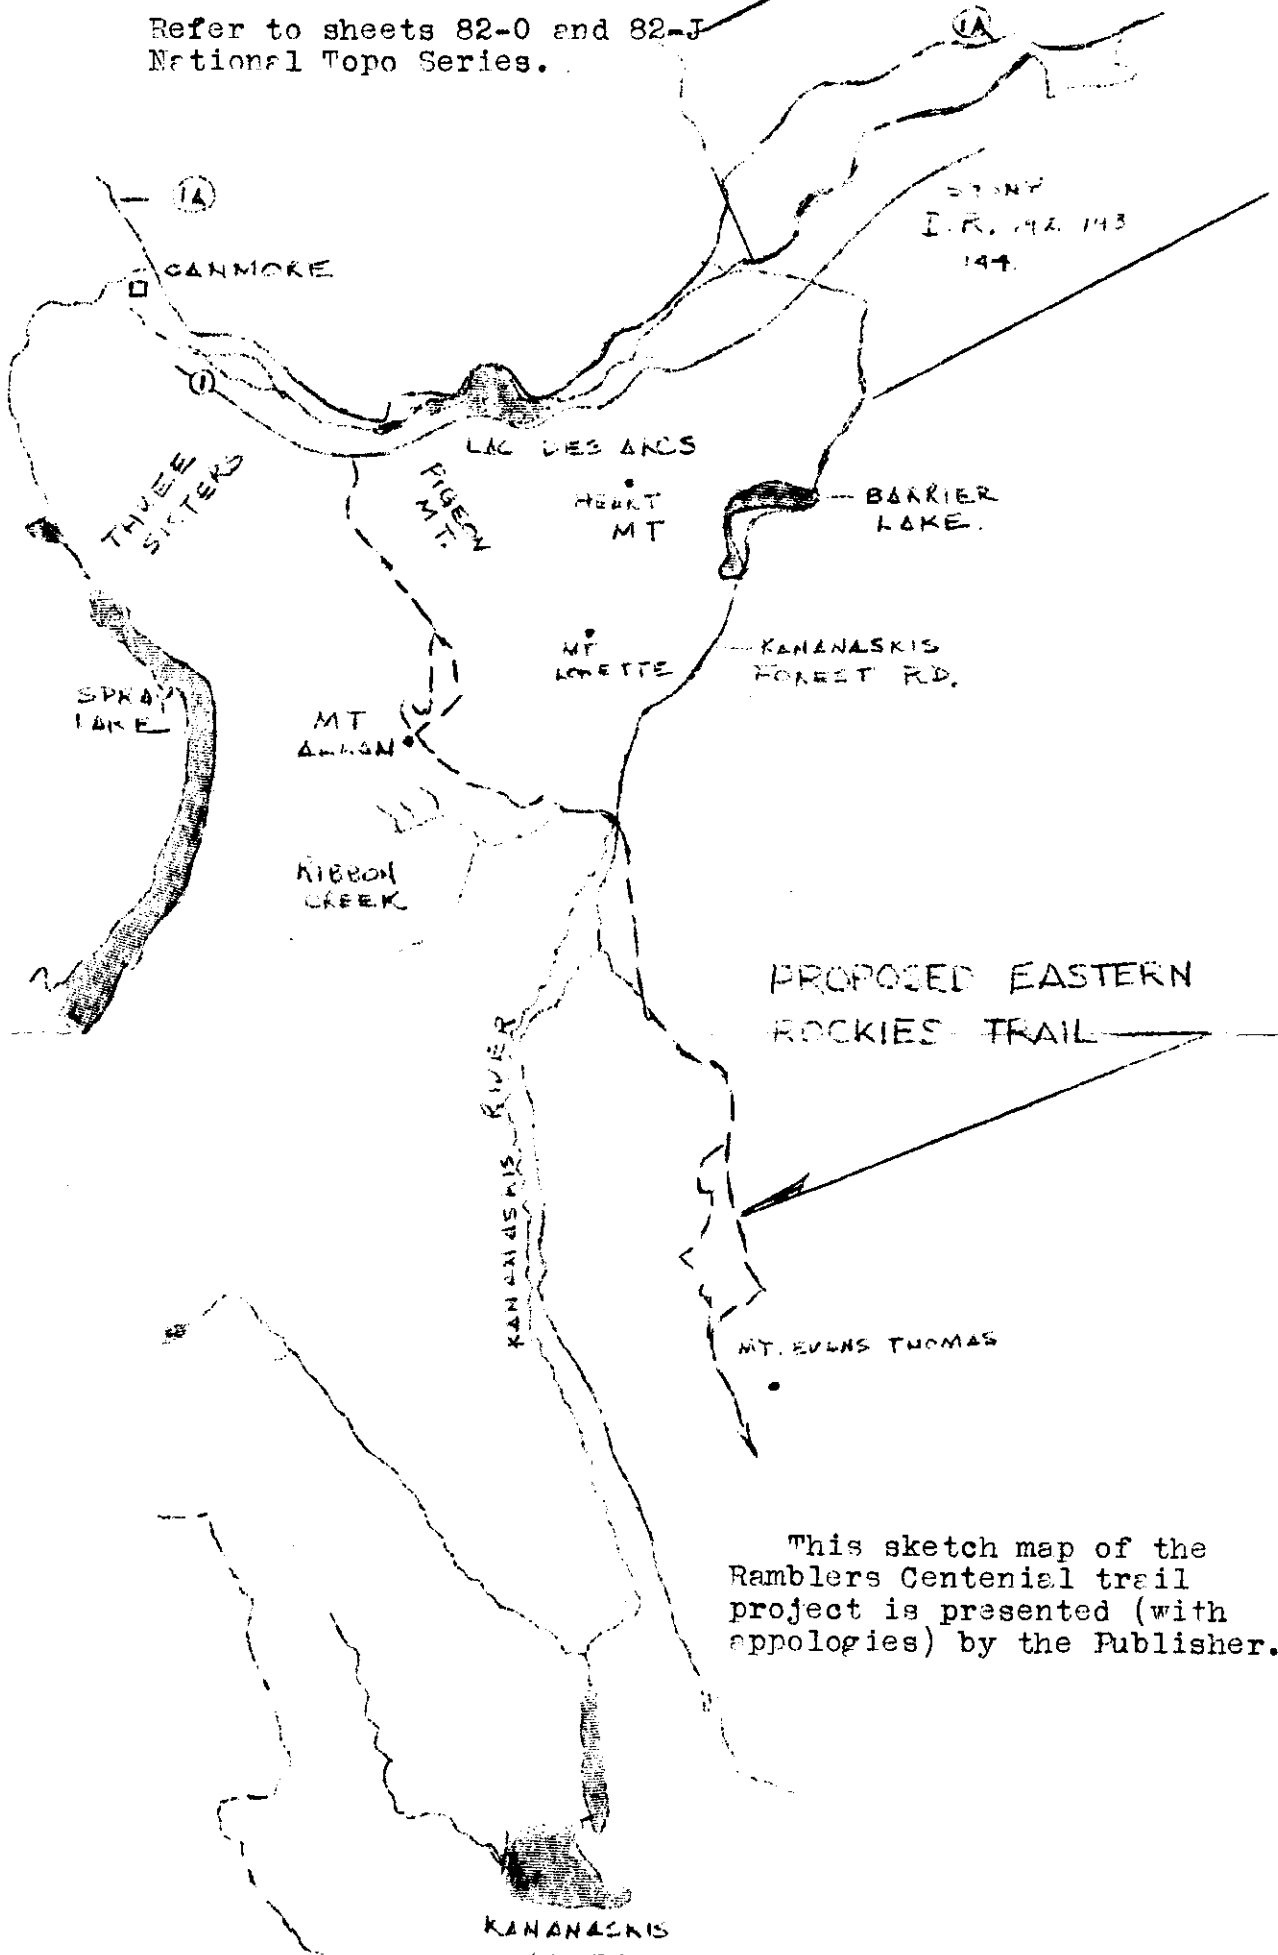 Refer to sheets 82-O and 82-J
National Topo Series.
1A
1A
STONY
I.R. 142 143
144.
CANMORE
1
LAC DES ARCS
THREE
SISTERS
PIGEON
MT.
HEART
MT
BARRIER
LAKE.
MT
LORETTE
KANANASKIS
FOREST RD.
SPRAY
LAKE
MT
ALLAN
RIBBON
CREEK
PROPOSED EASTERN
ROCKIES TRAIL
KANANASKIS RIVER
MT. EVANS THOMAS
This sketch map of the
Ramblers Centenial trail
project is presented (with
appologies) by the Publisher.
KANANASKIS